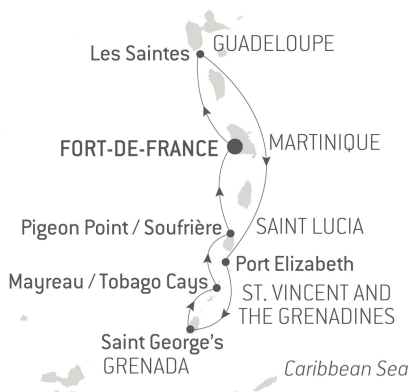 GUADELOUPE
Les Saintes
MARTINIQUE
FORT-DE-FRANCE
Pigeon Point / Soufrière
SAINT LUCIA
Port Elizabeth
Mayreau / Tobago Cays
ST. VINCENT AND
THE GRENADINES
Saint George's
GRENADA
Caribbean Sea